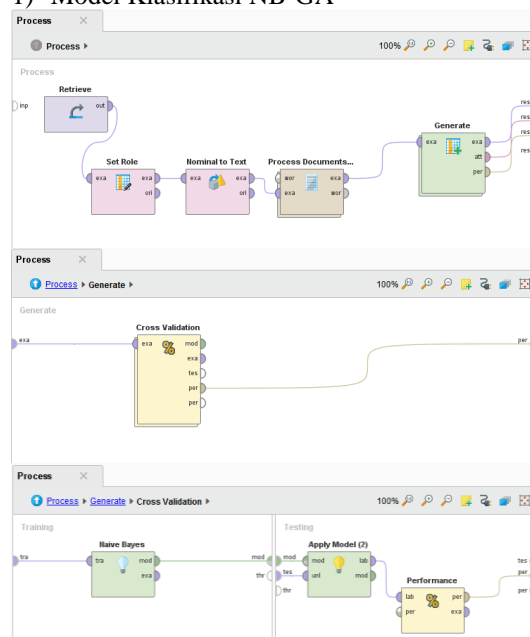 1) Model Klasifikasi NB-GA
Process
Process
100%
Process
inp
Retrieve
out
res
res
res
res
Generate
exa
exa
att
per
Set Role
exa
exa
ori
Nominal to Text
exa
exa
ori
Process Documents...
wor
exa
exa
wor
Process
Process Generate
100%
Generate
exa
Cross Validation
exa
mod
exa
tes
per
per
per
Process
Process Generate Cross Validation
100%
Training
Testing
tra
Naive Bayes
tra
mod
exa
mod
thr
mod
tes
thr
Apply Model (2)
mod
lab
unl
mod
Performance
lab
per
per
exa
tes
per
per